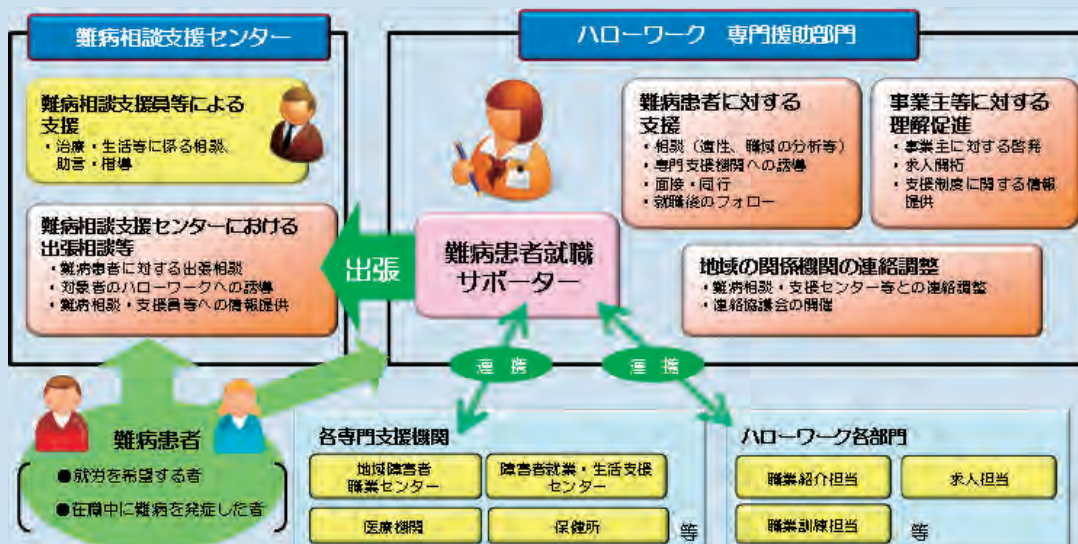 難病相談支援センター
難病相談支援員等による
支援
・治療・生活等に係る相談、
助言・指導
難病相談支援センターにおける
出張相談等
・難病患者に対する出張相談
・対象者のハローワークへの誘導
・難病相談・支援員等への情報提供
ハローワーク 専門援助部門
難病患者に対する
支援
・相談（適性、職域の分析等）
・専門支援機関への誘導
・面接・同行
・就職後のフォロー
事業主等に対する
理解促進
・事業主に対する啓発
・求人開拓
・支援制度に関する情報
提供
出張
難病患者就職
サポーター
地域の関係機関の連絡調整
・難病相談・支援センター等との連絡調整
・連絡協議会の開催
連携
連携
難病患者
●就労を希望する者
●在職中に難病を発症した者
各専門支援機関
地域障害者
職業センター
障害者就業・生活支援
センター
医療機関
保健所
等
ハローワーク各部門
職業紹介担当
求人担当
職業訓練担当
等